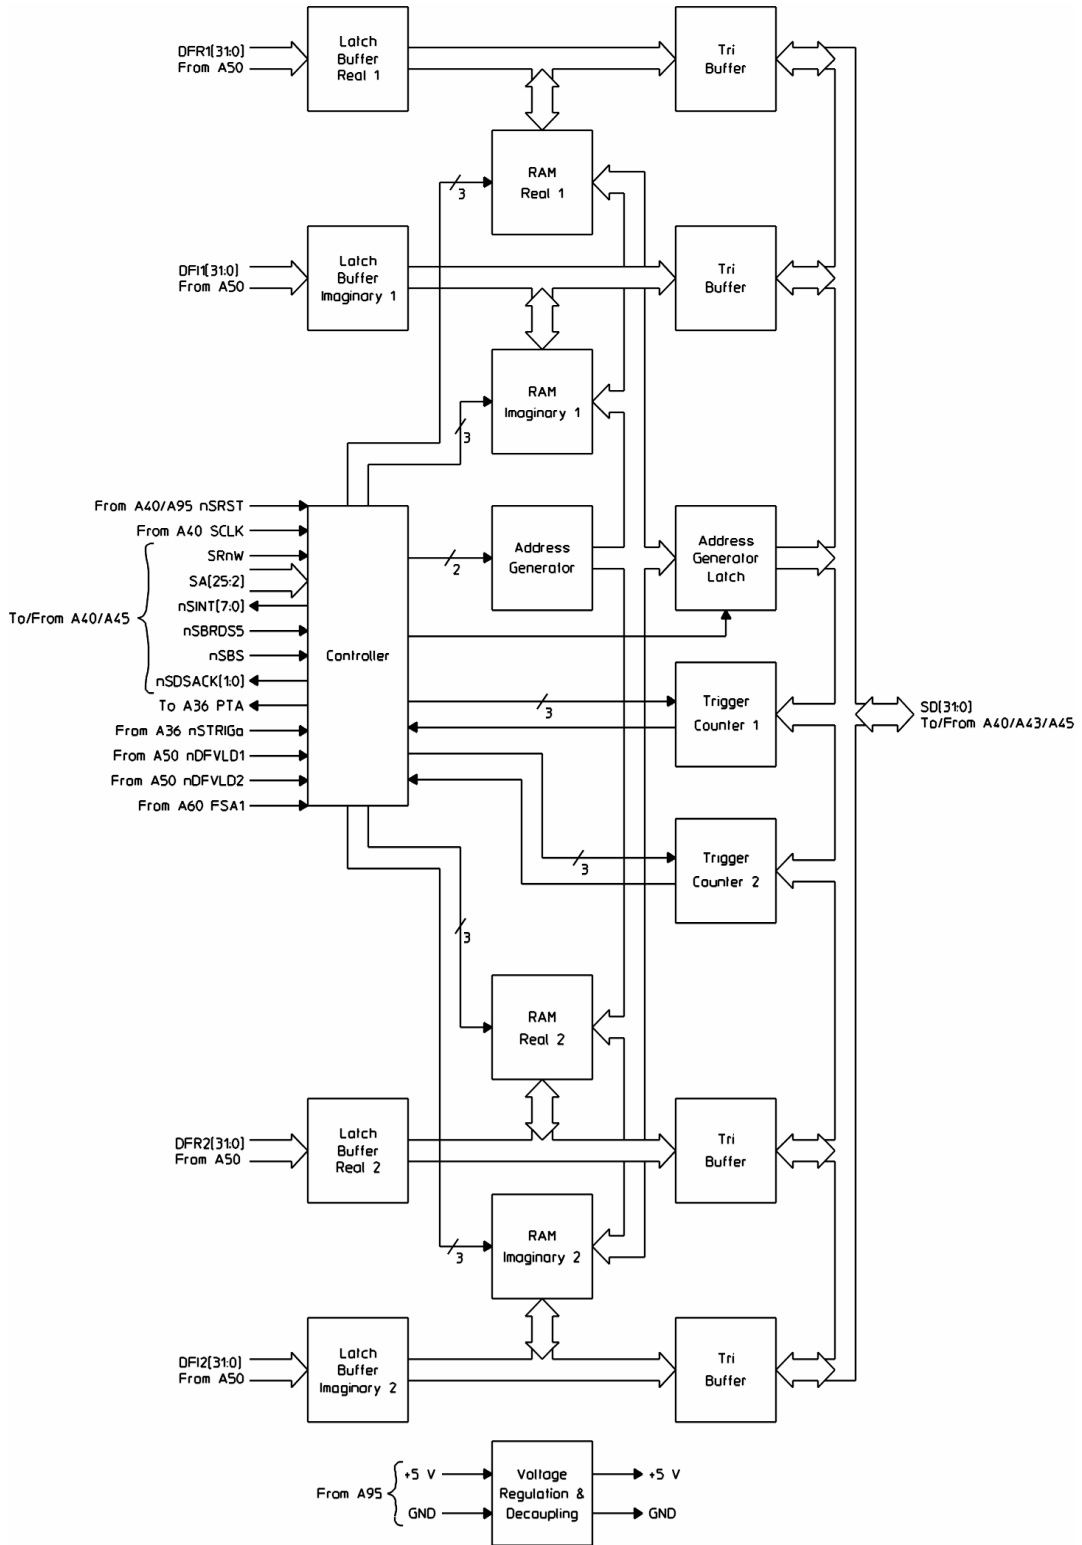 DFR1[31:0]
From A50
Latch
Buffer
Real 1
Tri
Buffer
RAM
Real 1
3
DFI1[31:0]
From A50
Latch
Buffer
Imaginary 1
Tri
Buffer
RAM
Imaginary 1
3
From A40/A95 nSRST
From A40 SCLK
SRnW
SA[25:2]
nSINT[7:0]
nSBRDS5
nSBS
nSDSACK[1:0]
To/From A40/A45
To A36 PTA
From A36 nSTRIGa
From A50 nDFVLD1
From A50 nDFVLD2
From A60 FSA1
Controller
2
Address
Generator
Address
Generator
Latch
3
Trigger
Counter 1
SD[31:0]
To/From A40/A43/A45
3
Trigger
Counter 2
3
RAM
Real 2
DFR2[31:0]
From A50
Latch
Buffer
Real 2
Tri
Buffer
3
RAM
Imaginary 2
DFI2[31:0]
From A50
Latch
Buffer
Imaginary 2
Tri
Buffer
From A95
+5 V
GND
Voltage
Regulation &
Decoupling
+5 V
GND